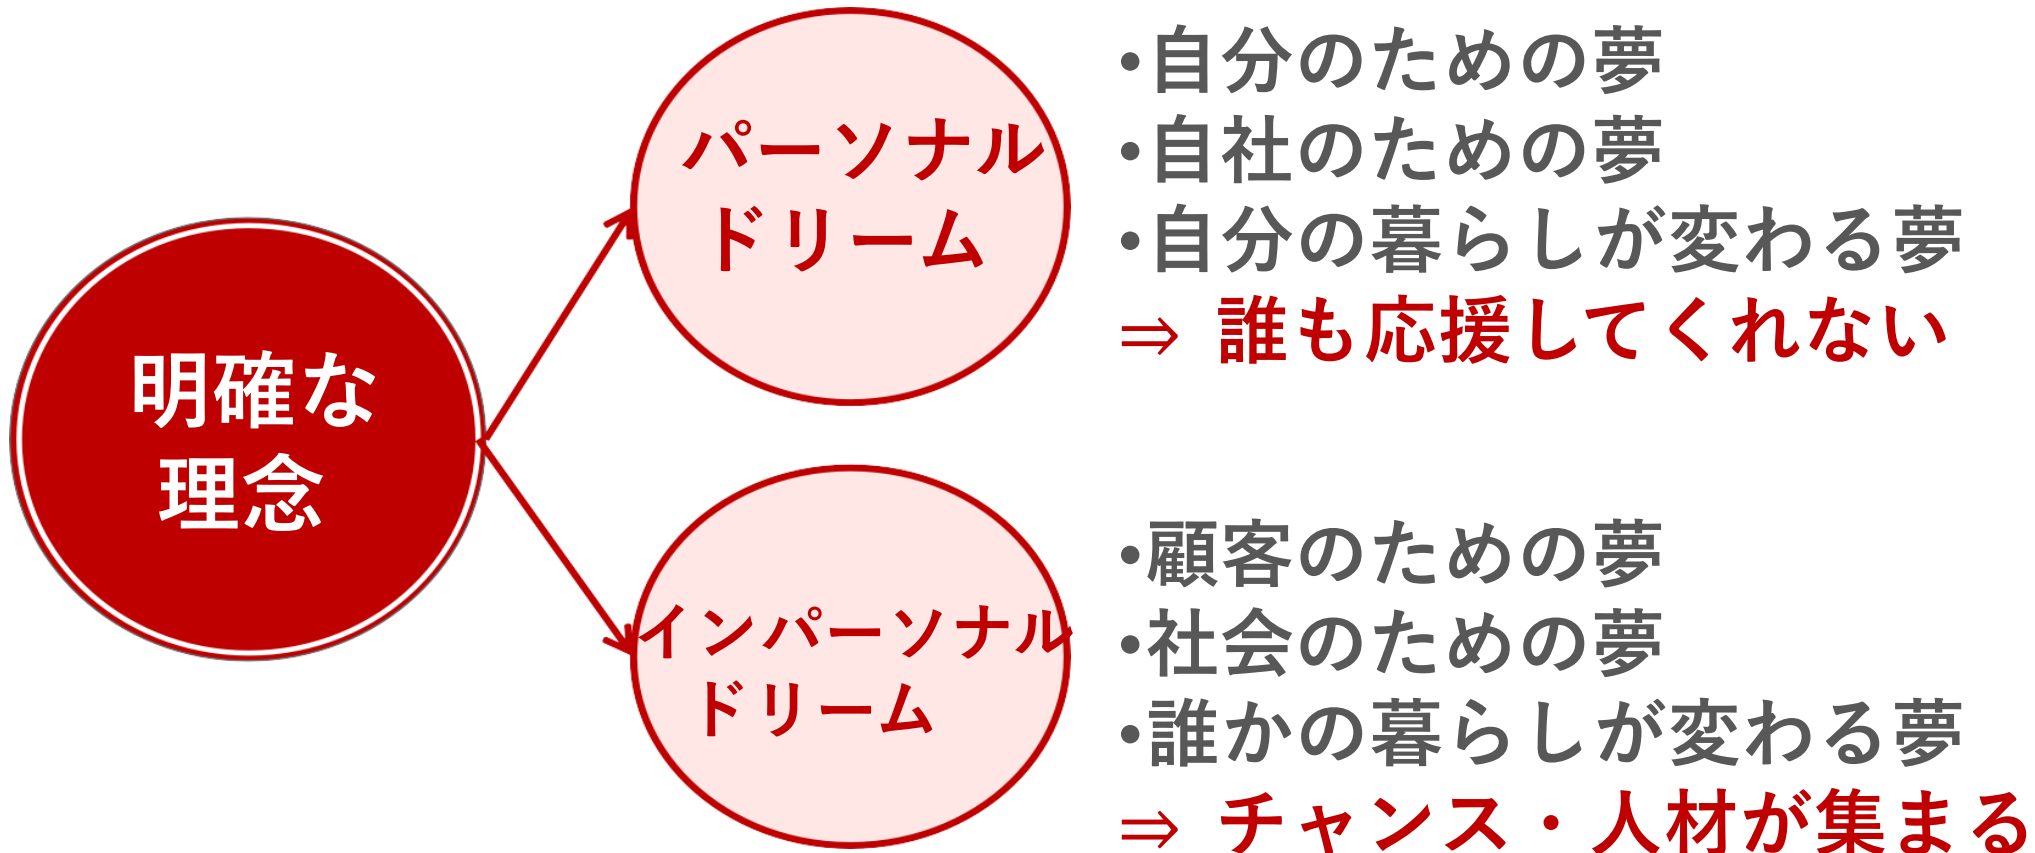 明確な
理念
パーソナル
ドリーム
•自分のための夢
•自社のための夢
•自分の暮らしが変わる夢
⇒ 誰も応援してくれない
インパーソナル
ドリーム
•顧客のための夢
•社会のための夢
•誰かの暮らしが変わる夢
⇒ チャンス・人材が集まる